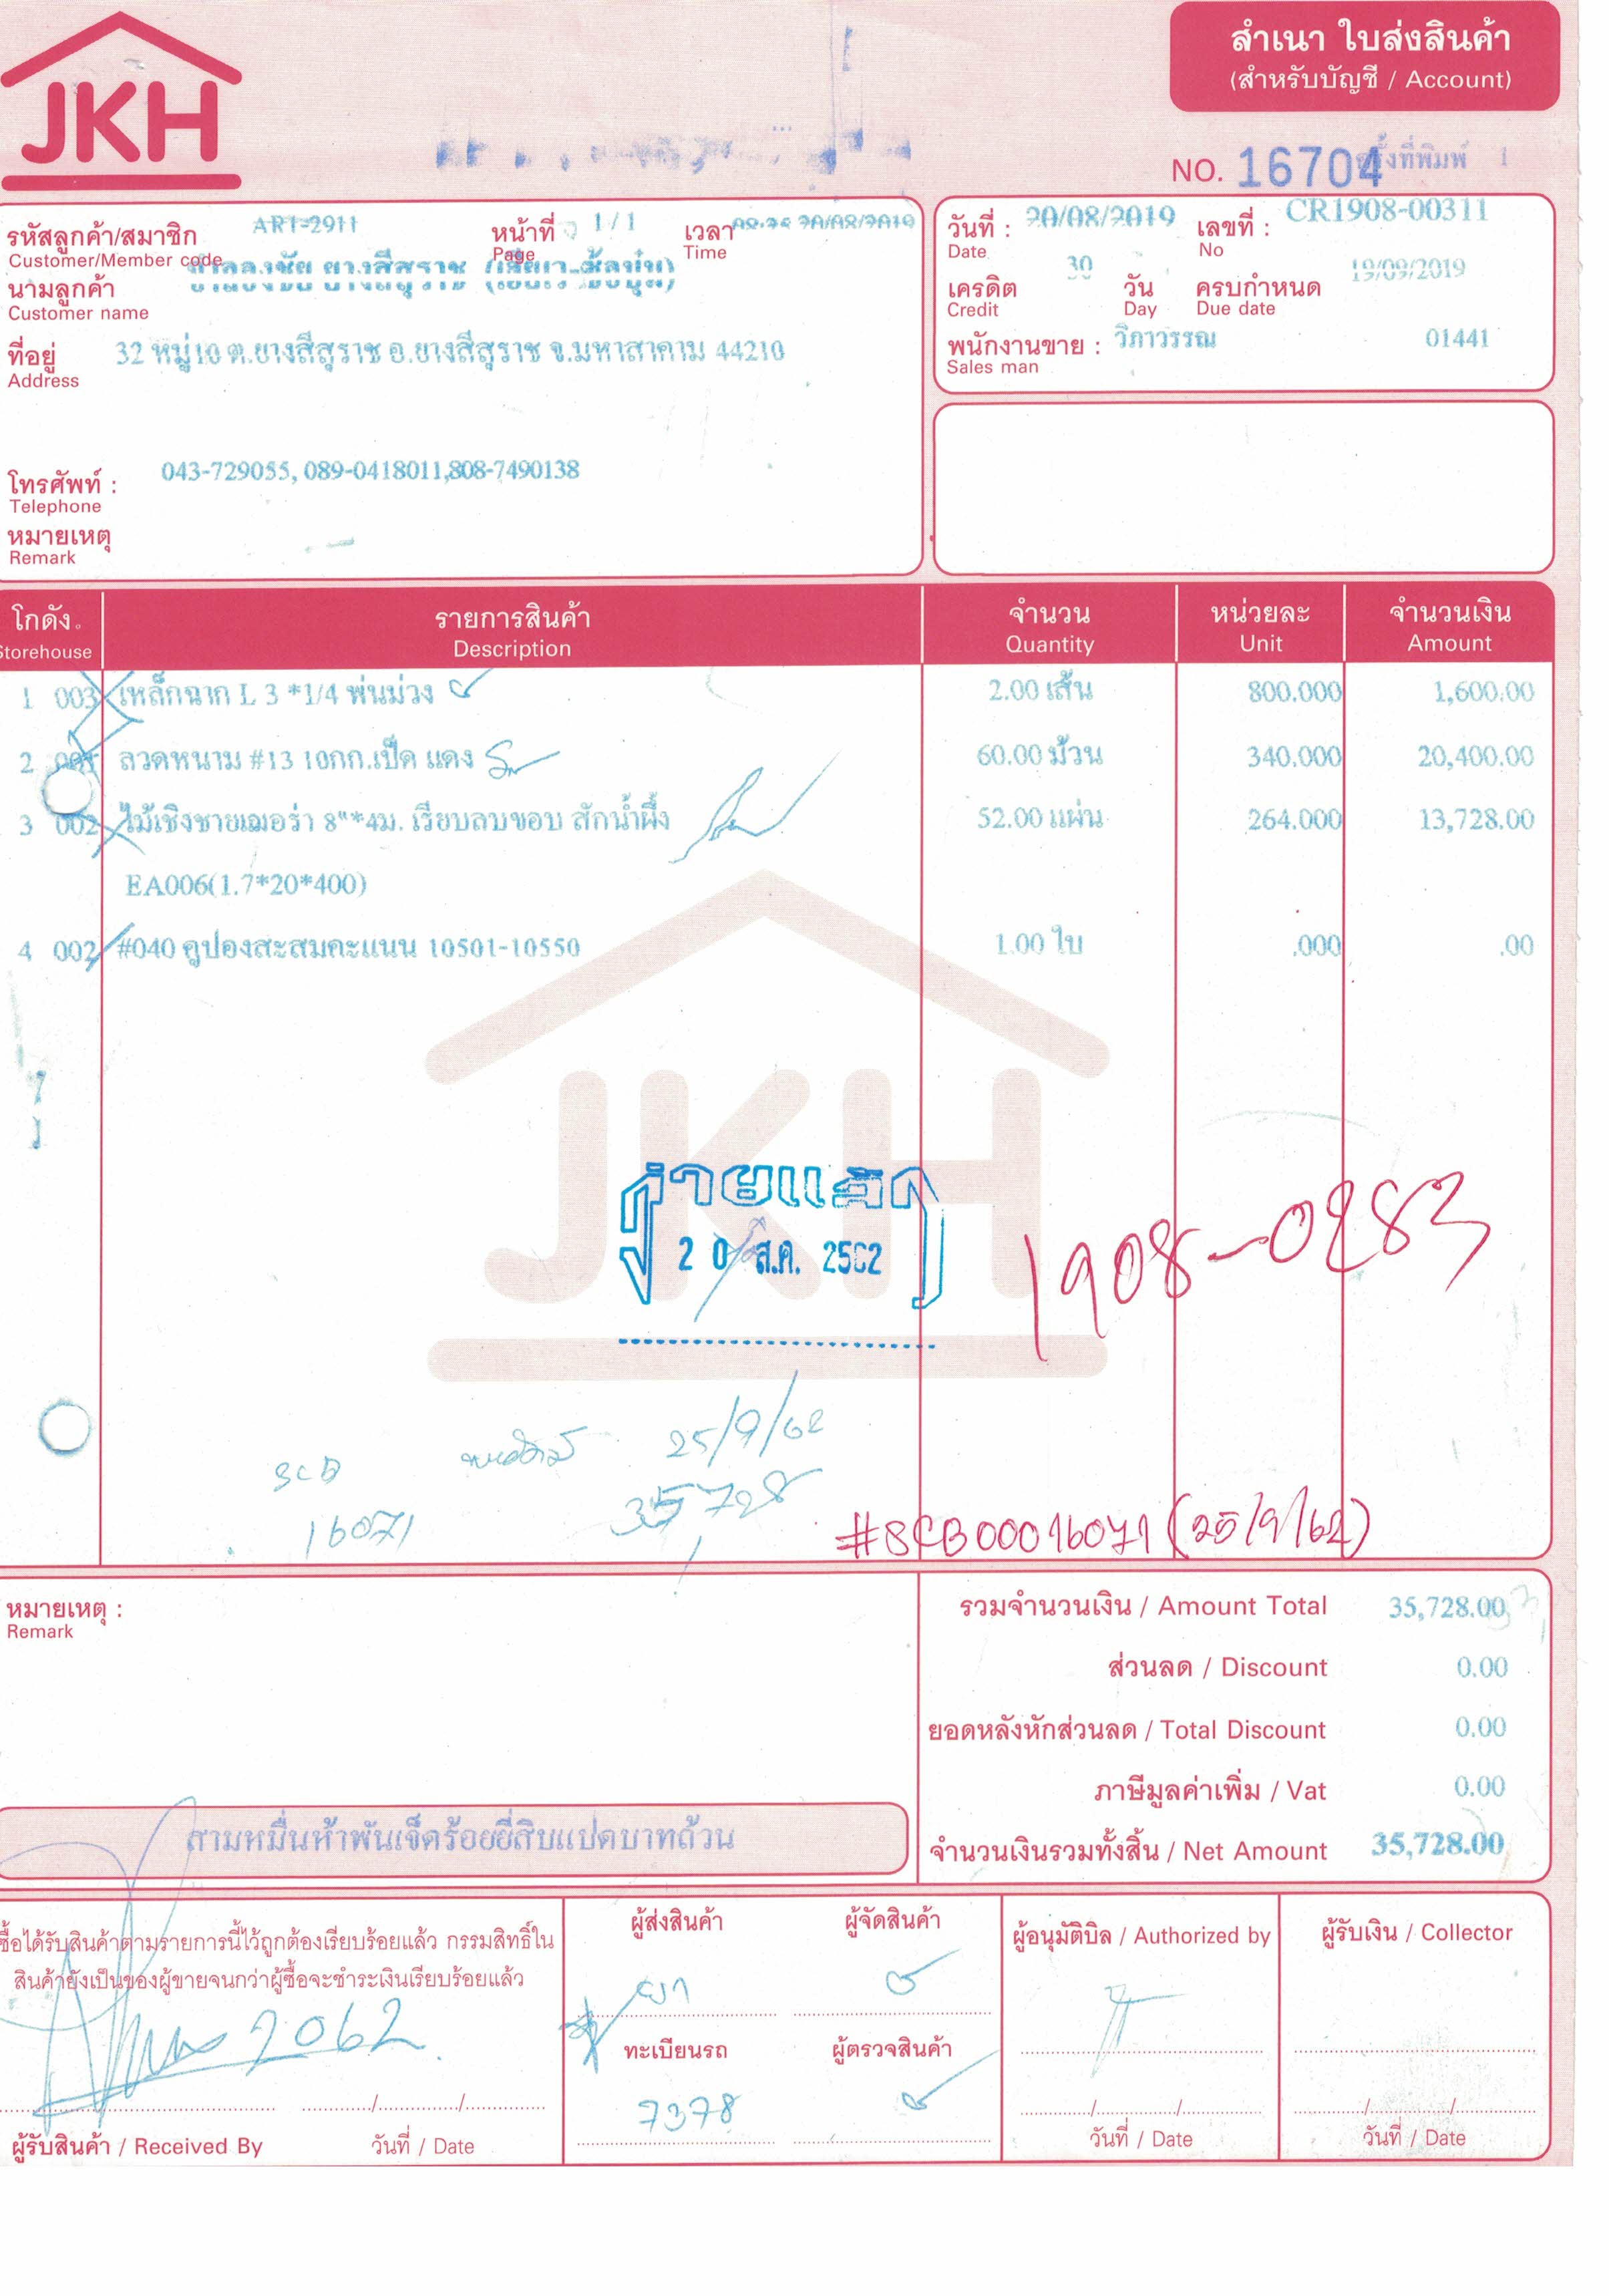 JKH
สำเนา ใบส่งสินค้า
(สำหรับบัญชี / Account)
NO. 16704 ครั้งที่พิมพ์ 1
รหัสลูกค้า/สมาชิก AR1-2911 หน้าที่ 1/1 เวลา 20/08/2019
Customer/Member code Page Time
นามลูกค้า
Customer name
ที่อยู่ 32 หมู่10 ต.ยางสีสุราช อ.ยางสีสุราช จ.มหาสาคาม 44210
Address
โทรศัพท์ : 043-729055, 089-0418011,808-7490138
Telephone
หมายเหตุ
Remark
วันที่ : 20/08/2019 เลขที่ : CR1908-00311
Date No
เครดิต 30 วัน ครบกำหนด 19/09/2019
Credit Day Due date
พนักงานขาย : วิภาวรรณ 01441
Sales man
โกดัง รายการสินค้า จำนวน หน่วยละ จำนวนเงิน
Storehouse Description Quantity Unit Amount
1 003 เหล็กฉาก L 3 *1/4 พ่นม่วง 2.00 เส้น 800.000 1,600.00
2 ลวดหนาม #13 10กก.เป็ด แดง 60.00 ม้วน 340.000 20,400.00
3 002 ไม้เชิงชายเฌอร่า 8"*4ม. เรียบลบขอบ สักน้ำผึ้ง 52.00 แผ่น 264.000 13,728.00
EA006(1.7*20*400)
4 002 #040 คูปองสะสมคะแนน 10501-10550 1.00 ใบ .000 .00
JKH
จ่ายแล้ว
20 ส.ค. 2562
1908-0283
SCB 25/9/62
16071 35,728
#SCB00016071 (25/9/62)
หมายเหตุ :
Remark
รวมจำนวนเงิน / Amount Total 35,728.00
ส่วนลด / Discount 0.00
ยอดหลังหักส่วนลด / Total Discount 0.00
ภาษีมูลค่าเพิ่ม / Vat 0.00
สามหมื่นห้าพันเจ็ดร้อยยี่สิบแปดบาทถ้วน
จำนวนเงินรวมทั้งสิ้น / Net Amount 35,728.00
ซื้อได้รับสินค้าตามรายการนี้ไว้ถูกต้องเรียบร้อยแล้ว กรรมสิทธิ์ใน
สินค้ายังเป็นของผู้ขายจนกว่าผู้ซื้อจะชำระเงินเรียบร้อยแล้ว
2062
ผู้รับสินค้า / Received By วันที่ / Date
ผู้ส่งสินค้า ผู้จัดสินค้า
ทะเบียนรถ ผู้ตรวจสินค้า
7378
ผู้อนุมัติบิล / Authorized by
วันที่ / Date
ผู้รับเงิน / Collector
วันที่ / Date